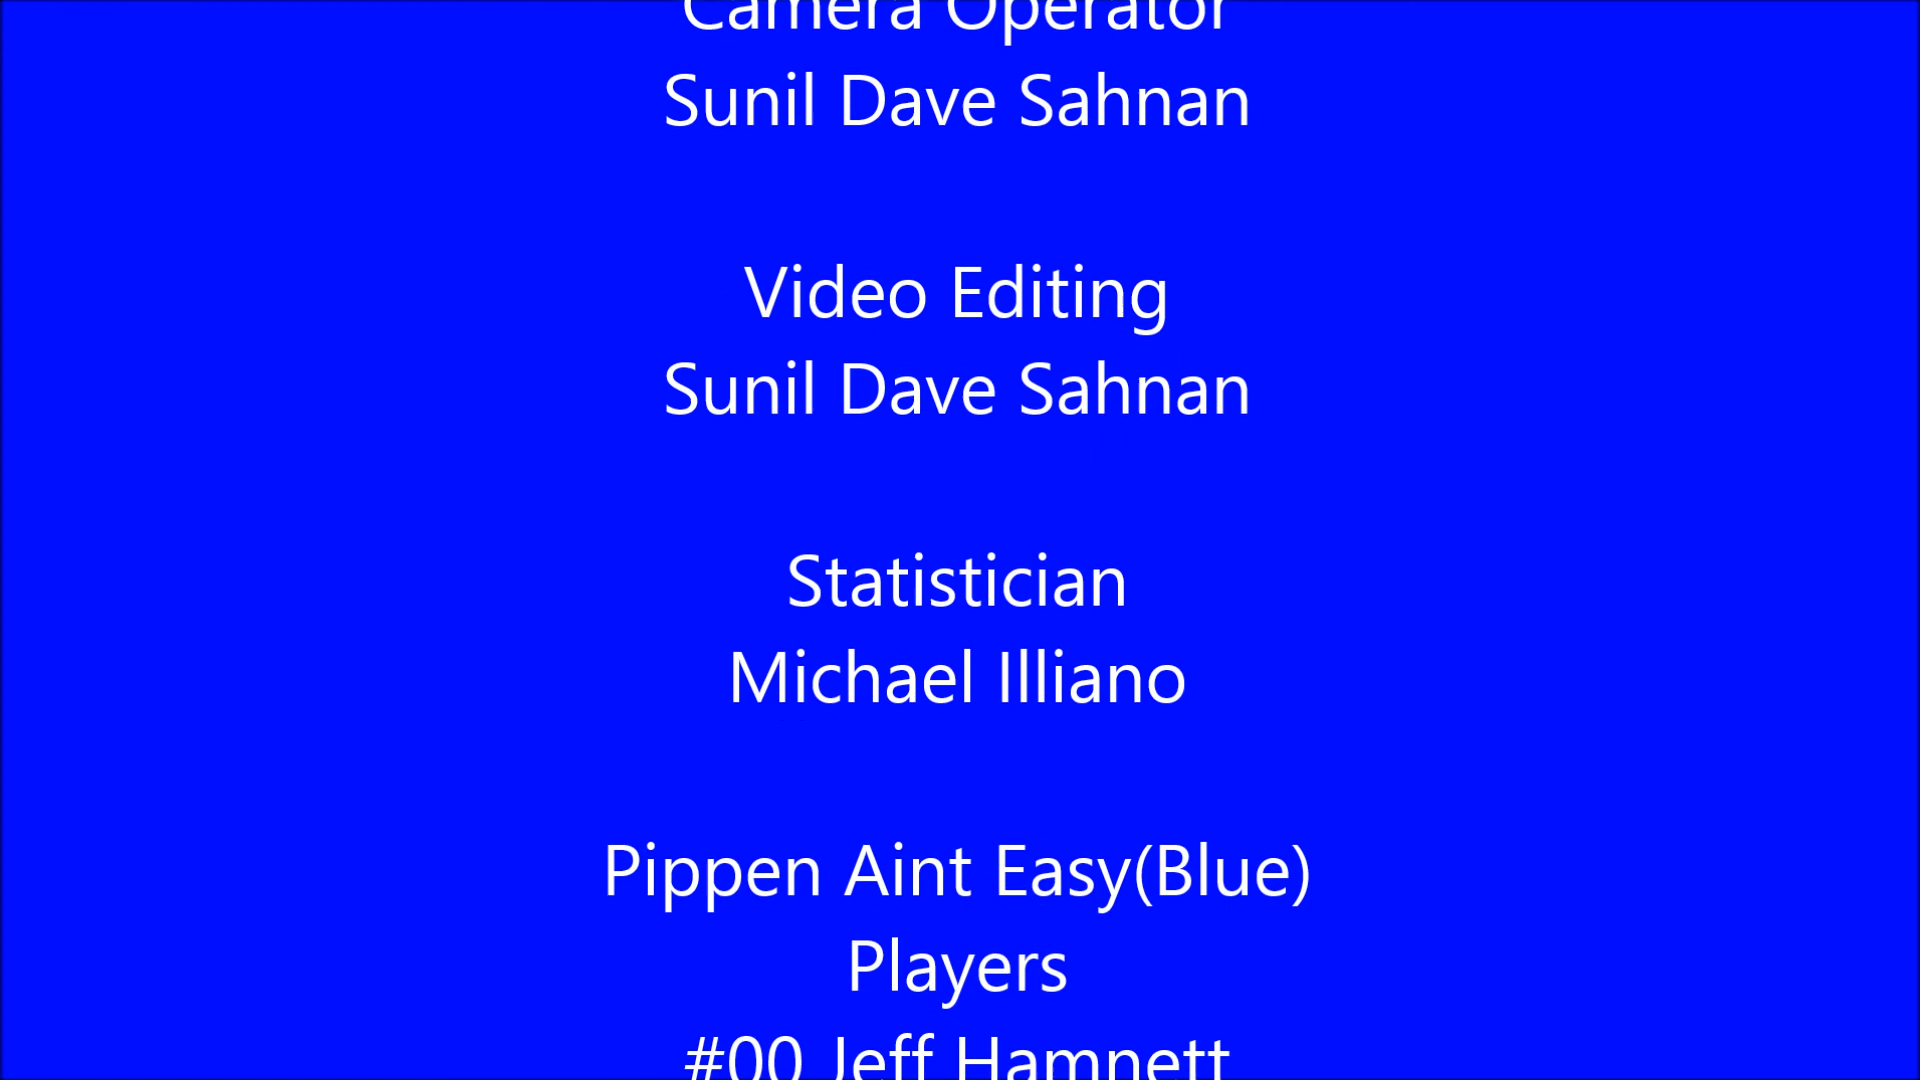 Camera Operator
Sunil Dave Sahnan
Video Editing
Sunil Dave Sahnan
Statistician
Michael Illiano
Pippen Aint Easy(Blue)
Players
#00 Jeff Hamnett